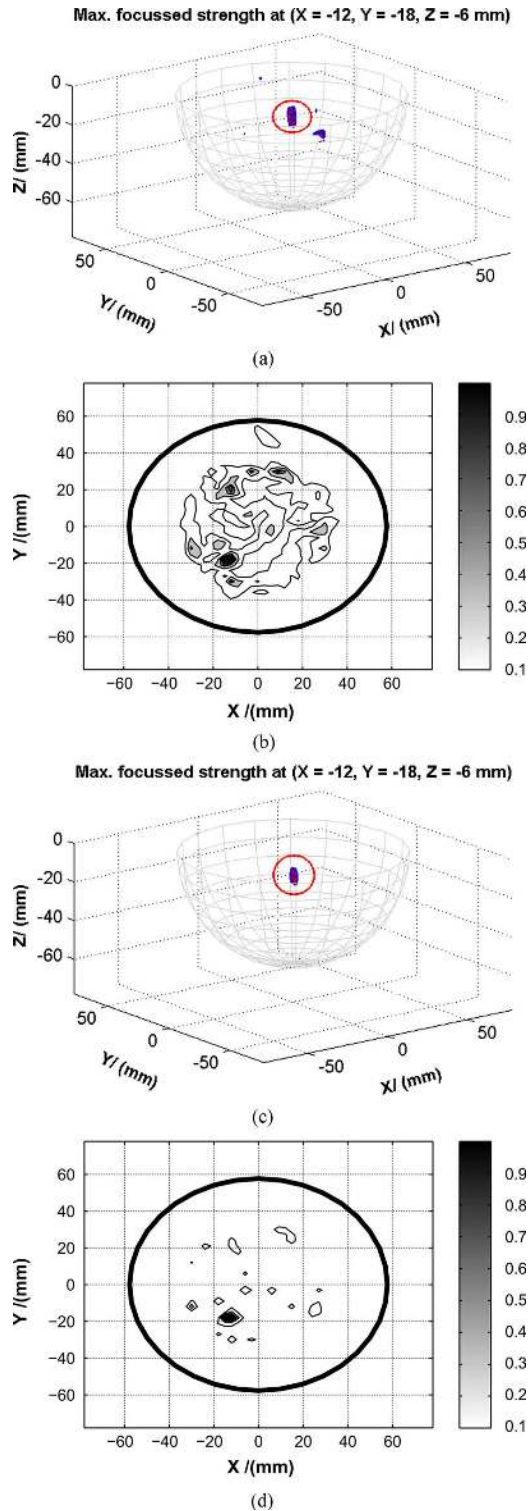 Max. focussed strength at (X = -12, Y = -18, Z = -6 mm)
0
-20
-40
-60
Z/ (mm)
50
0
-50
Y/ (mm)
-50
0
50
X/ (mm)
(a)
60
40
20
0
-20
-40
-60
Y /(mm)
-60 -40 -20 0 20 40 60
X /(mm)
0.9
0.8
0.7
0.6
0.5
0.4
0.3
0.2
0.1
(b)
Max. focussed strength at (X = -12, Y = -18, Z = -6 mm)
0
-20
-40
-60
Z/ (mm)
50
0
-50
Y/ (mm)
-50
0
50
X/ (mm)
(c)
60
40
20
0
-20
-40
-60
Y /(mm)
-60 -40 -20 0 20 40 60
X /(mm)
0.9
0.8
0.7
0.6
0.5
0.4
0.3
0.2
0.1
(d)